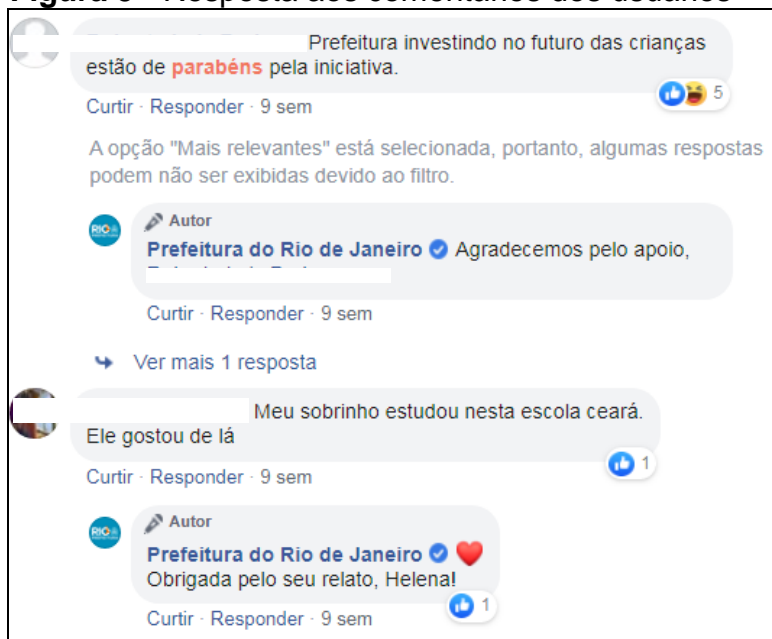 Prefeitura investindo no futuro das crianças
estão de parabéns pela iniciativa.
5
Curtir · Responder · 9 sem
A opção "Mais relevantes" está selecionada, portanto, algumas respostas
podem não ser exibidas devido ao filtro.
RIO
Autor
Prefeitura do Rio de Janeiro Agradecemos pelo apoio,
Curtir · Responder · 9 sem
Ver mais 1 resposta
Meu sobrinho estudou nesta escola ceará.
Ele gostou de lá
1
Curtir · Responder · 9 sem
RIO
Autor
Prefeitura do Rio de Janeiro ❤
Obrigada pelo seu relato, Helena!
1
Curtir · Responder · 9 sem